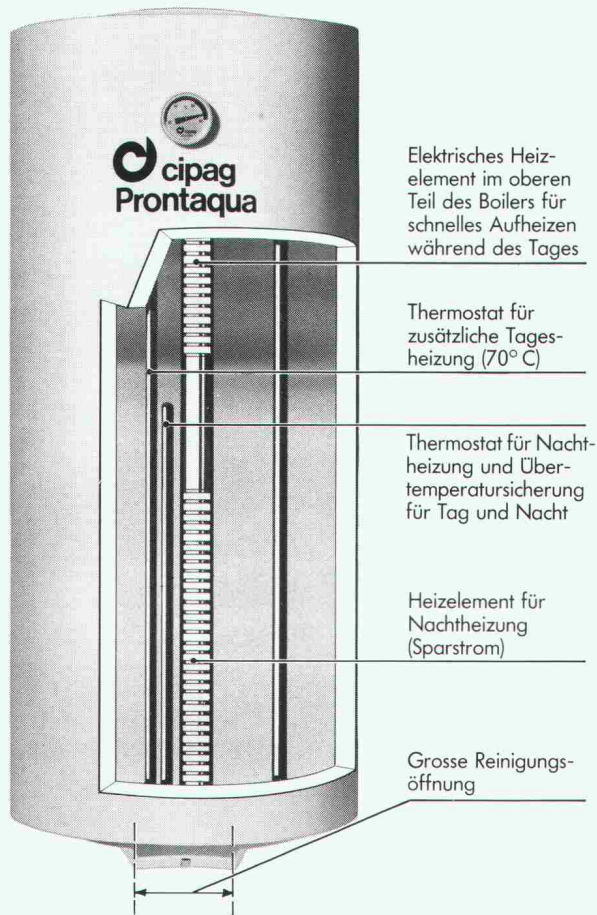 cipag
Prontaqua
Elektrisches Heiz-
element im oberen
Teil des Boilers für
schnelles Aufheizen
während des Tages
Thermostat für
zusätzliche Tages-
heizung (70° C)
Thermostat für Nacht-
heizung und Über-
temperatursicherung
für Tag und Nacht
Heizelement für
Nachtheizung
(Sparstrom)
Grosse Reinigungs-
öffnung